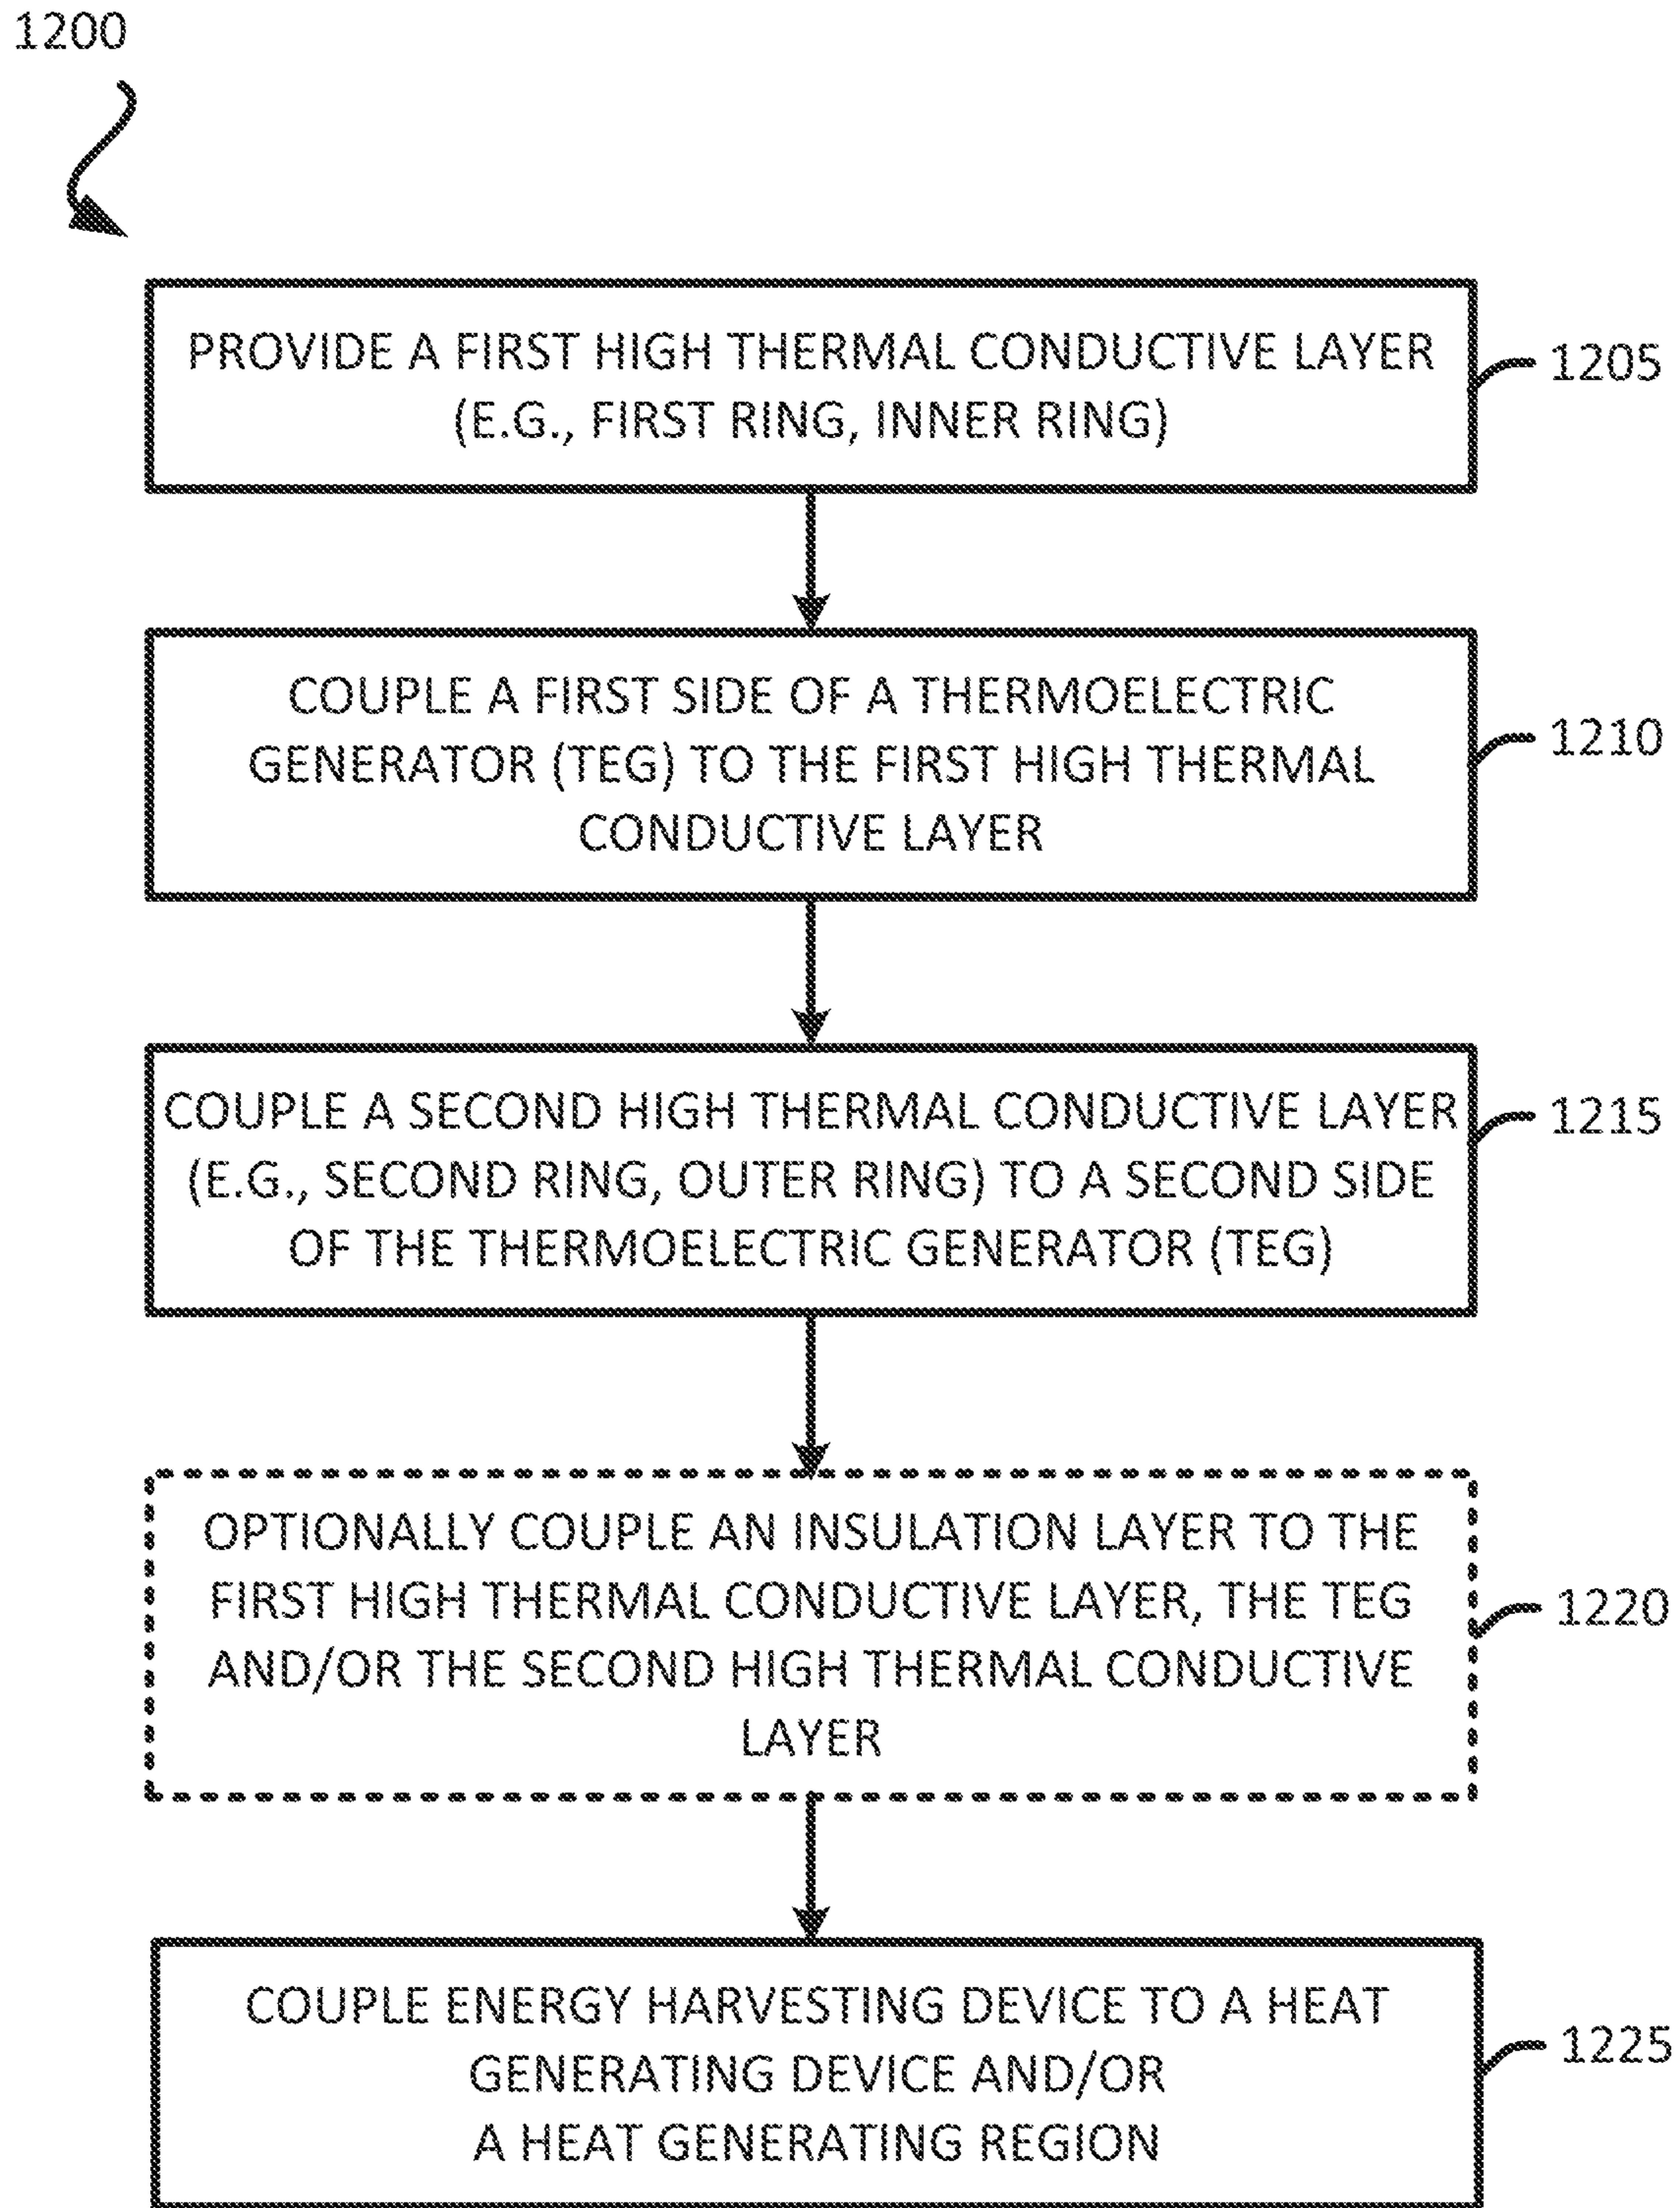 1200
PROVIDE A FIRST HIGH THERMAL CONDUCTIVE LAYER
(E.G., FIRST RING, INNER RING)
1205
COUPLE A FIRST SIDE OF A THERMOELECTRIC
GENERATOR (TEG) TO THE FIRST HIGH THERMAL
CONDUCTIVE LAYER
1210
COUPLE A SECOND HIGH THERMAL CONDUCTIVE LAYER
(E.G., SECOND RING, OUTER RING) TO A SECOND SIDE
OF THE THERMOELECTRIC GENERATOR (TEG)
1215
OPTIONALLY COUPLE AN INSULATION LAYER TO THE
FIRST HIGH THERMAL CONDUCTIVE LAYER, THE TEG
AND/OR THE SECOND HIGH THERMAL CONDUCTIVE
LAYER
1220
COUPLE ENERGY HARVESTING DEVICE TO A HEAT
GENERATING DEVICE AND/OR
A HEAT GENERATING REGION
1225